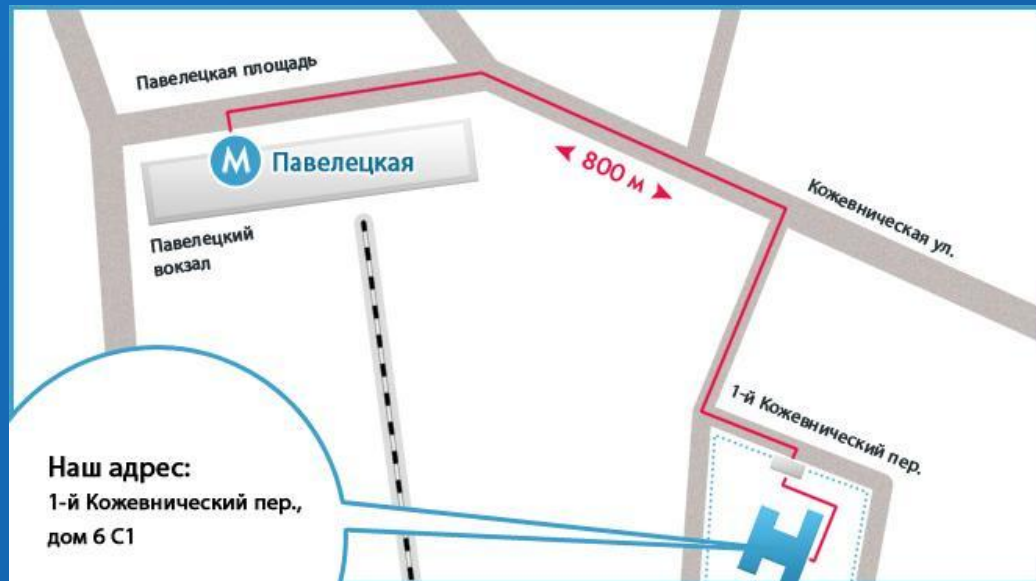 Павелецкая площадь
М Павелецкая
Павелецкий
вокзал
800 м
Кожевническая ул.
1-й Кожевнический пер.
Наш адрес:
1-й Кожевнический пер.,
дом 6 С1